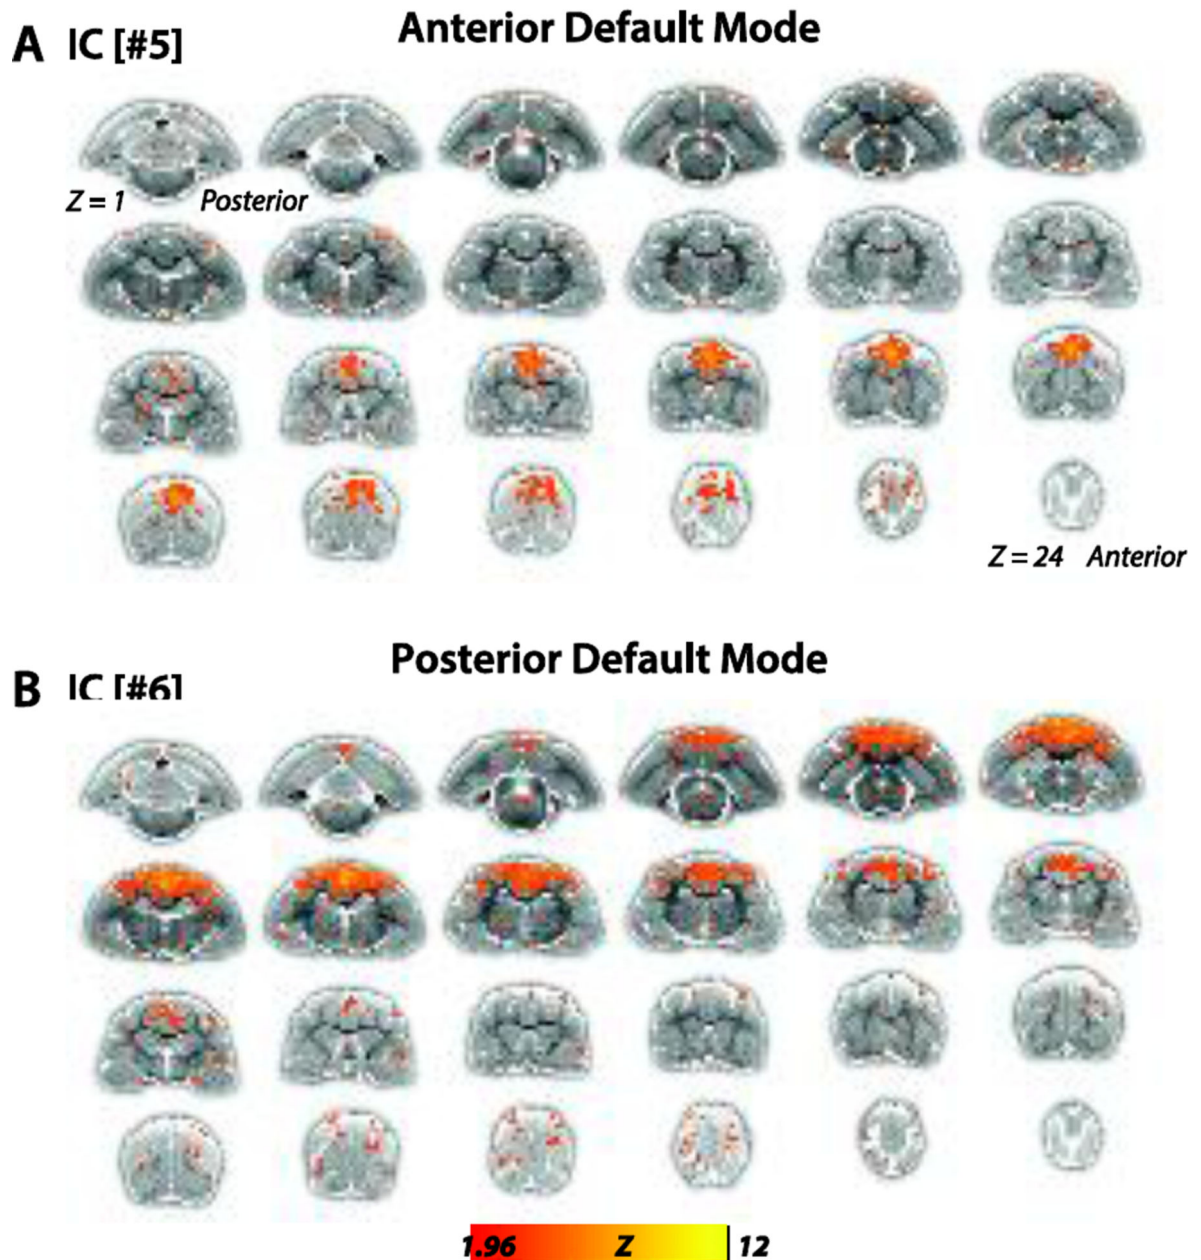 Anterior Default Mode
A IC [#5]
Z = 1 Posterior
Z = 24 Anterior
Posterior Default Mode
B IC [#6]
1.96 Z 12